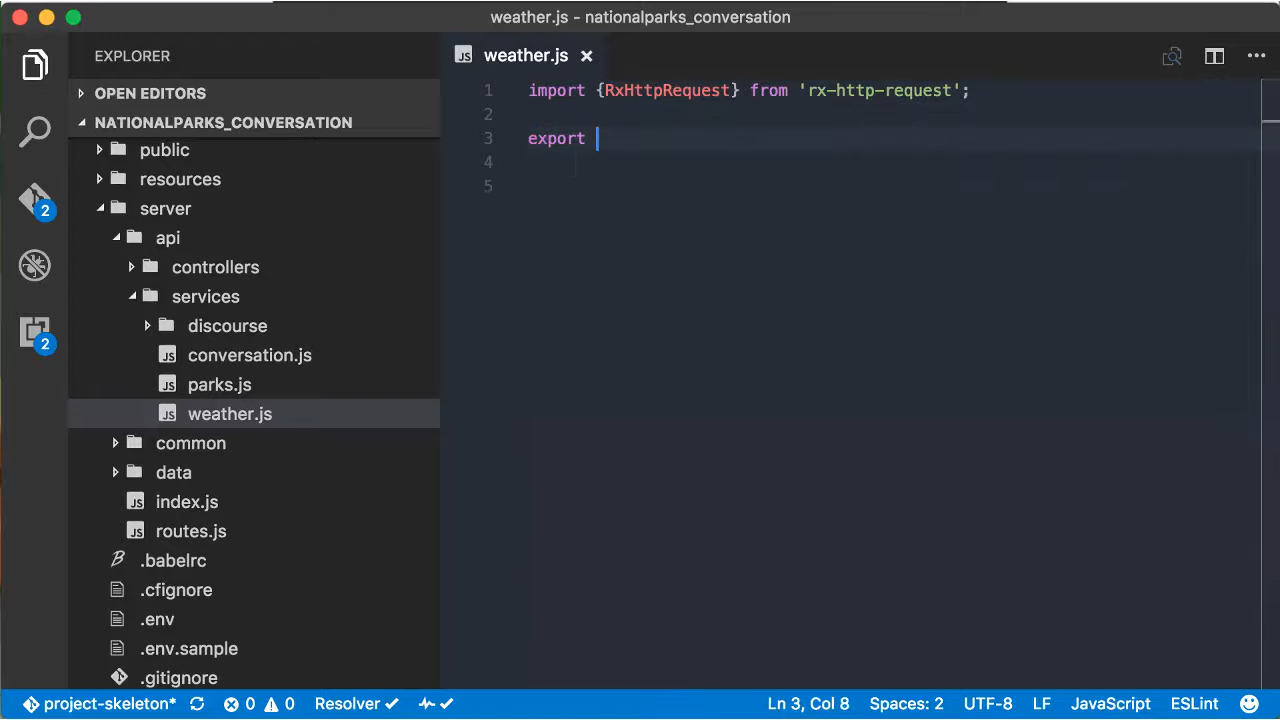 weather.js - nationalparks_conversation
EXPLORER
OPEN EDITORS
NATIONALPARKS_CONVERSATION
public
resources
server
api
controllers
services
discourse
conversation.js
parks.js
weather.js
common
data
index.js
routes.js
.babelrc
.cfignore
.env
.env.sample
.gitignore
2
2
JS weather.js
1 import {RxHttpRequest} from 'rx-http-request';
2
3 export
4
5
project-skeleton* 0 0 Resolver Ln 3, Col 8 Spaces: 2 UTF-8 LF JavaScript ESLint